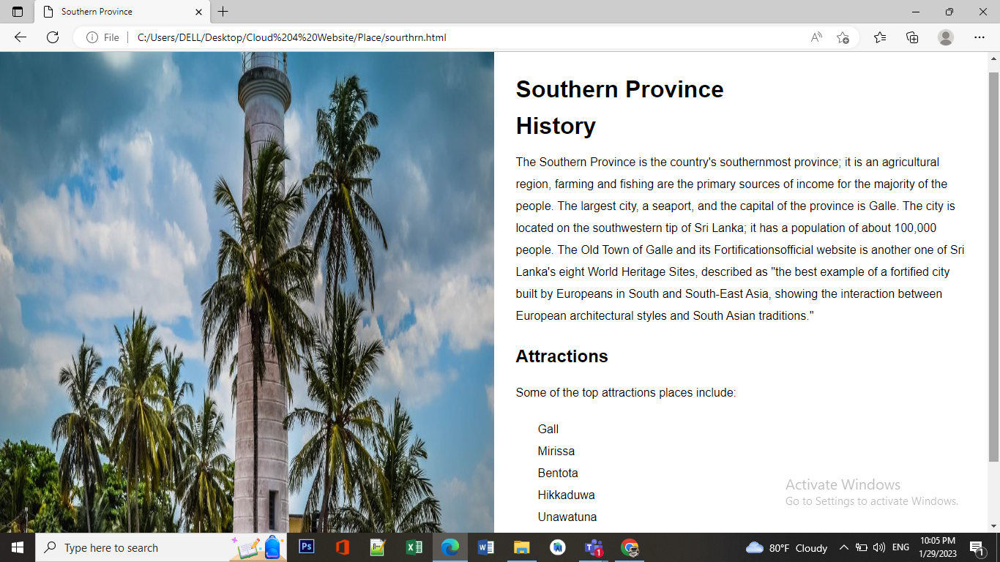 Southern Province
File
C:/Users/DELL/Desktop/Cloud%204%20Website/Place/sourthrn.html
Southern Province
History
The Southern Province is the country's southernmost province; it is an agricultural
region, farming and fishing are the primary sources of income for the majority of the
people. The largest city, a seaport, and the capital of the province is Galle. The city is
located on the southwestern tip of Sri Lanka; it has a population of about 100,000
people. The Old Town of Galle and its Fortificationsofficial website is another one of Sri
Lanka's eight World Heritage Sites, described as "the best example of a fortified city
built by Europeans in South and South-East Asia, showing the interaction between
European architectural styles and South Asian traditions."
Attractions
Some of the top attractions places include:
Gall
Mirissa
Bentota
Hikkaduwa
Unawatuna
Activate Windows
Go to Settings to activate Windows.
Type here to search
Ps
1
80°F Cloudy
ENG
10:05 PM
1/29/2023
1